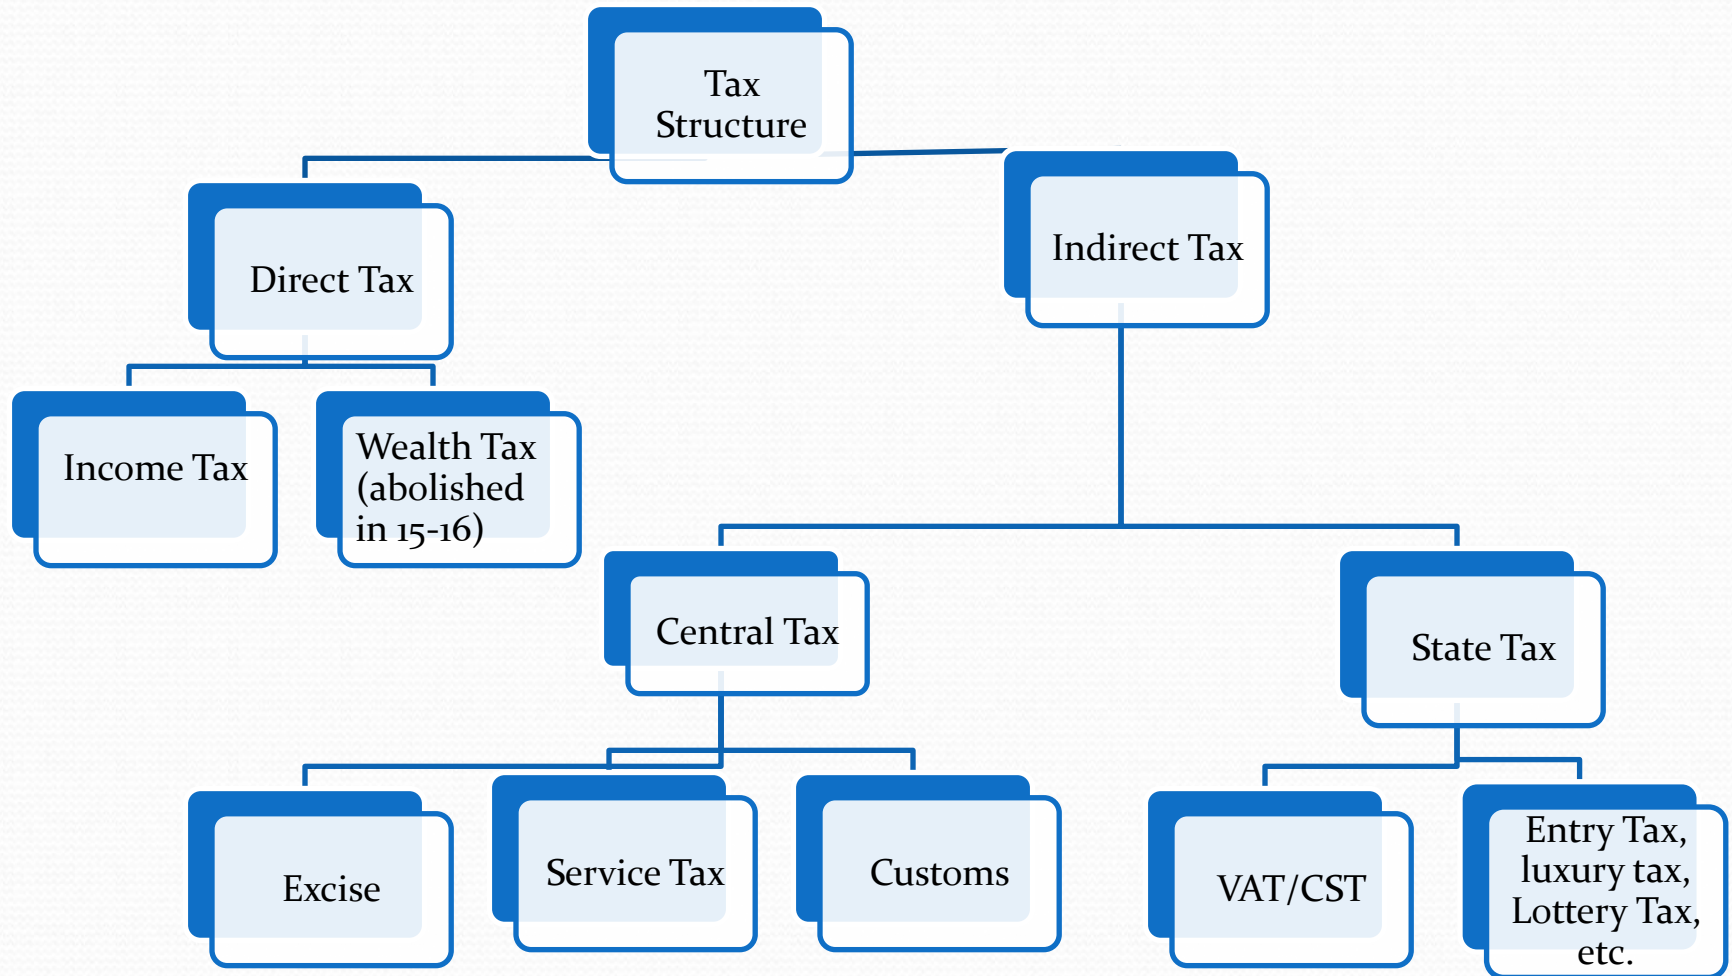 Tax
Structure
Direct Tax
Indirect Tax
Income Tax
Wealth Tax
(abolished
in 15-16)
Central Tax
State Tax
Excise
Service Tax
Customs
VAT/CST
Entry Tax,
luxury tax,
Lottery Tax,
etc.